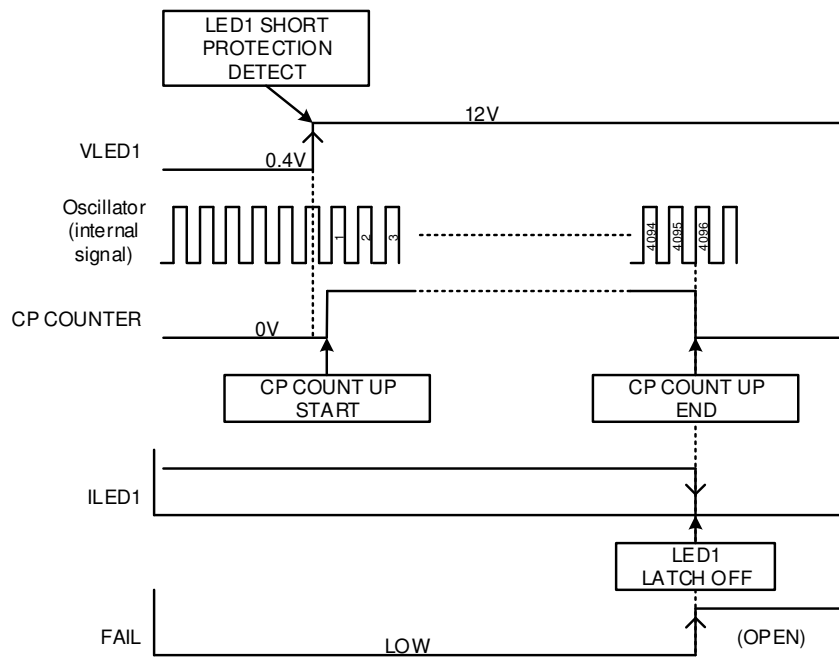 LED1 SHORT
PROTECTION
DETECT
12V
VLED1
0.4V
Oscillator
(internal
signal)
1
2
3
4094
4095
4096
CP COUNTER
0V
CP COUNT UP
START
CP COUNT UP
END
ILED1
LED1
LATCH OFF
FAIL
LOW
(OPEN)